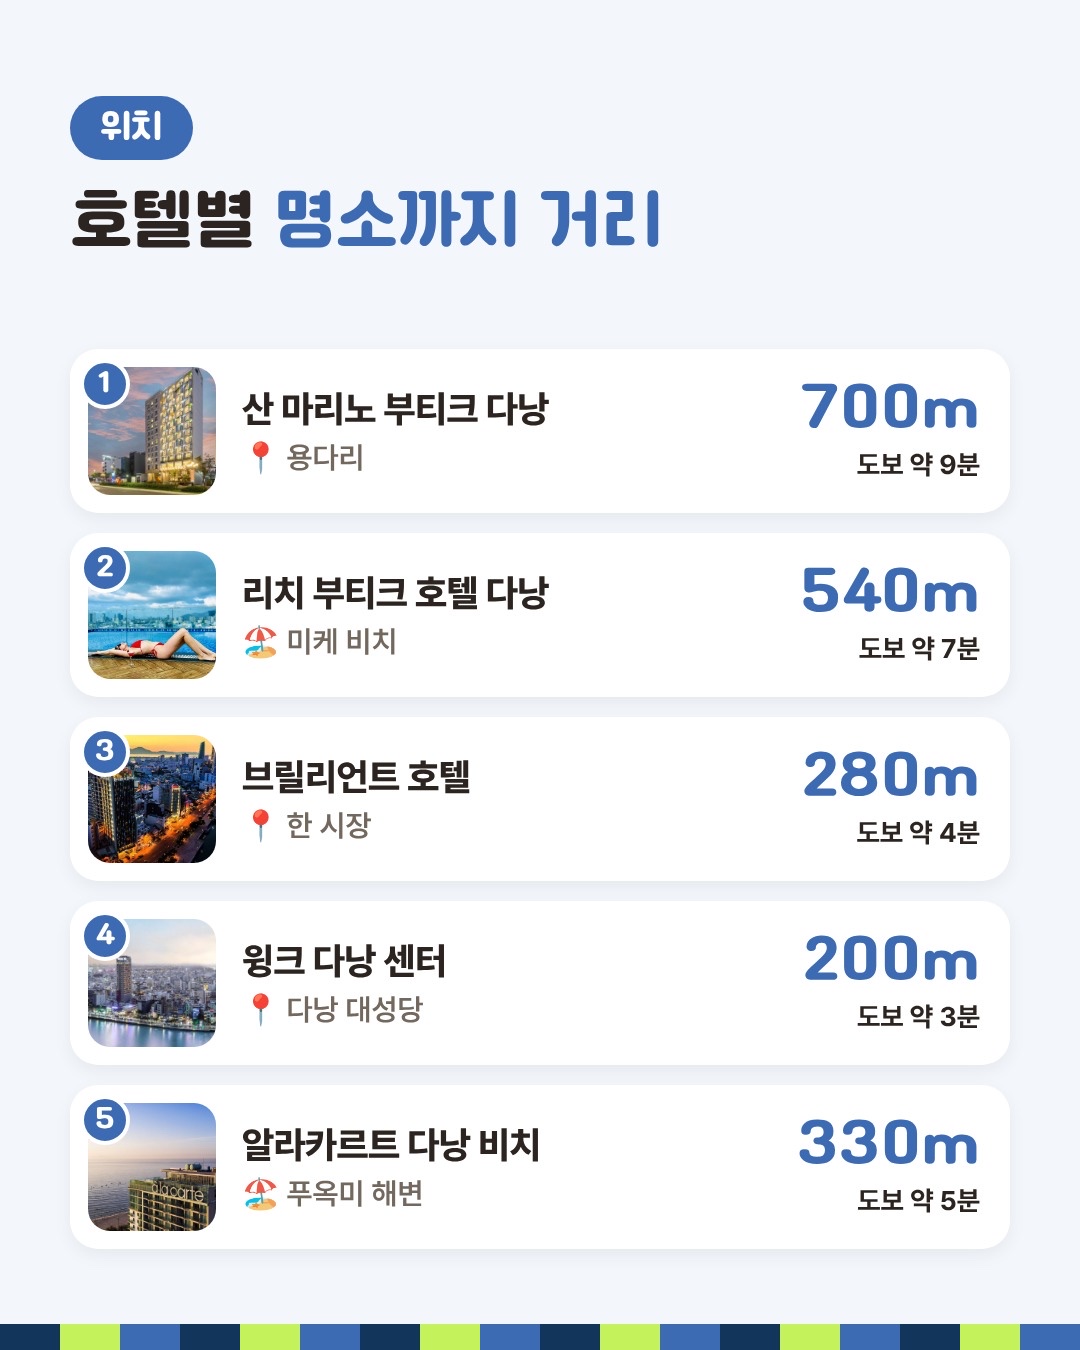 위치
호텔별 명소까지 거리
1
산 마리노 부티크 다낭
용다리
700m
도보 약 9분
2
리치 부티크 호텔 다낭
미케 비치
540m
도보 약 7분
3
브릴리언트 호텔
한 시장
280m
도보 약 4분
4
윙크 다낭 센터
다낭 대성당
200m
도보 약 3분
5
àlacarte
알라카르트 다낭 비치
푸옥미 해변
330m
도보 약 5분